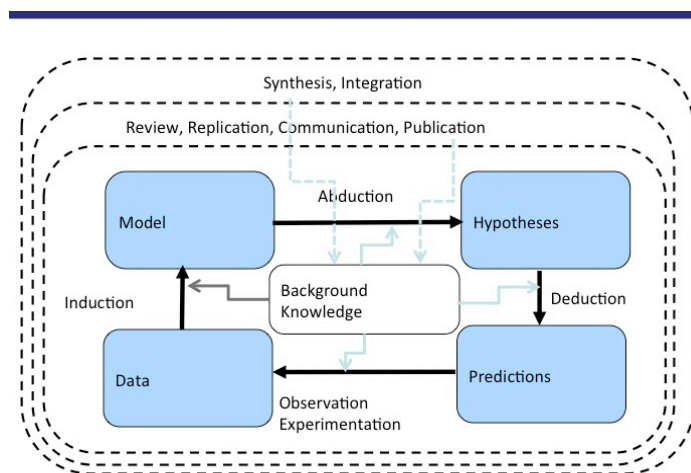 Synthesis, Integration
Review, Replication, Communication, Publication
Model
Abduction
Hypotheses
Induction
Background
Knowledge
Deduction
Data
Observation
Experimentation
Predictions